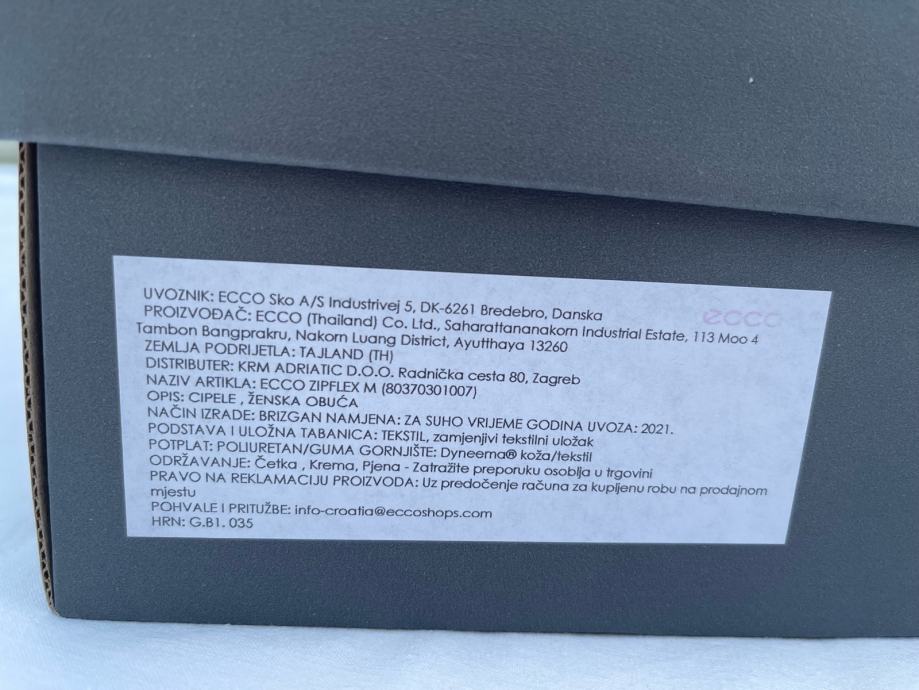 ecco
UVOZNIK: ECCO Sko A/S Industrivej 5, DK-6261 Bredebro, Danska
PROIZVOĐAČ: ECCO (Thailand) Co. Ltd., Saharattananakorn Industrial Estate, 113 Moo 4
Tambon Bangprakru, Nakorn Luang District, Ayutthaya 13260
ZEMLJA PODRIJETLA: TAJLAND (TH)
DISTRIBUTER: KRM ADRIATIC D.O.O. Radnička cesta 80, Zagreb
NAZIV ARTIKLA: ECCO ZIPFLEX M (80370301007)
OPIS: CIPELE , ŽENSKA OBUĆA
NAČIN IZRADE: BRIZGAN NAMJENA: ZA SUHO VRIJEME GODINA UVOZA: 2021.
PODSTAVA I ULOŽNA TABANICA: TEKSTIL, zamjenjivi tekstilni uložak
POTPLAT: POLIURETAN/GUMA GORNJIŠTE: Dyneema® koža/tekstil
ODRŽAVANJE: Četka , Krema, Pjena - Zatražite preporuku osoblja u trgovini
PRAVO NA REKLAMACIJU PROIZVODA: Uz predočenje računa za kupljenu robu na prodajnom
mjestu
POHVALE I PRITUŽBE: info-croatia@eccoshops.com
HRN: G.B1. 035